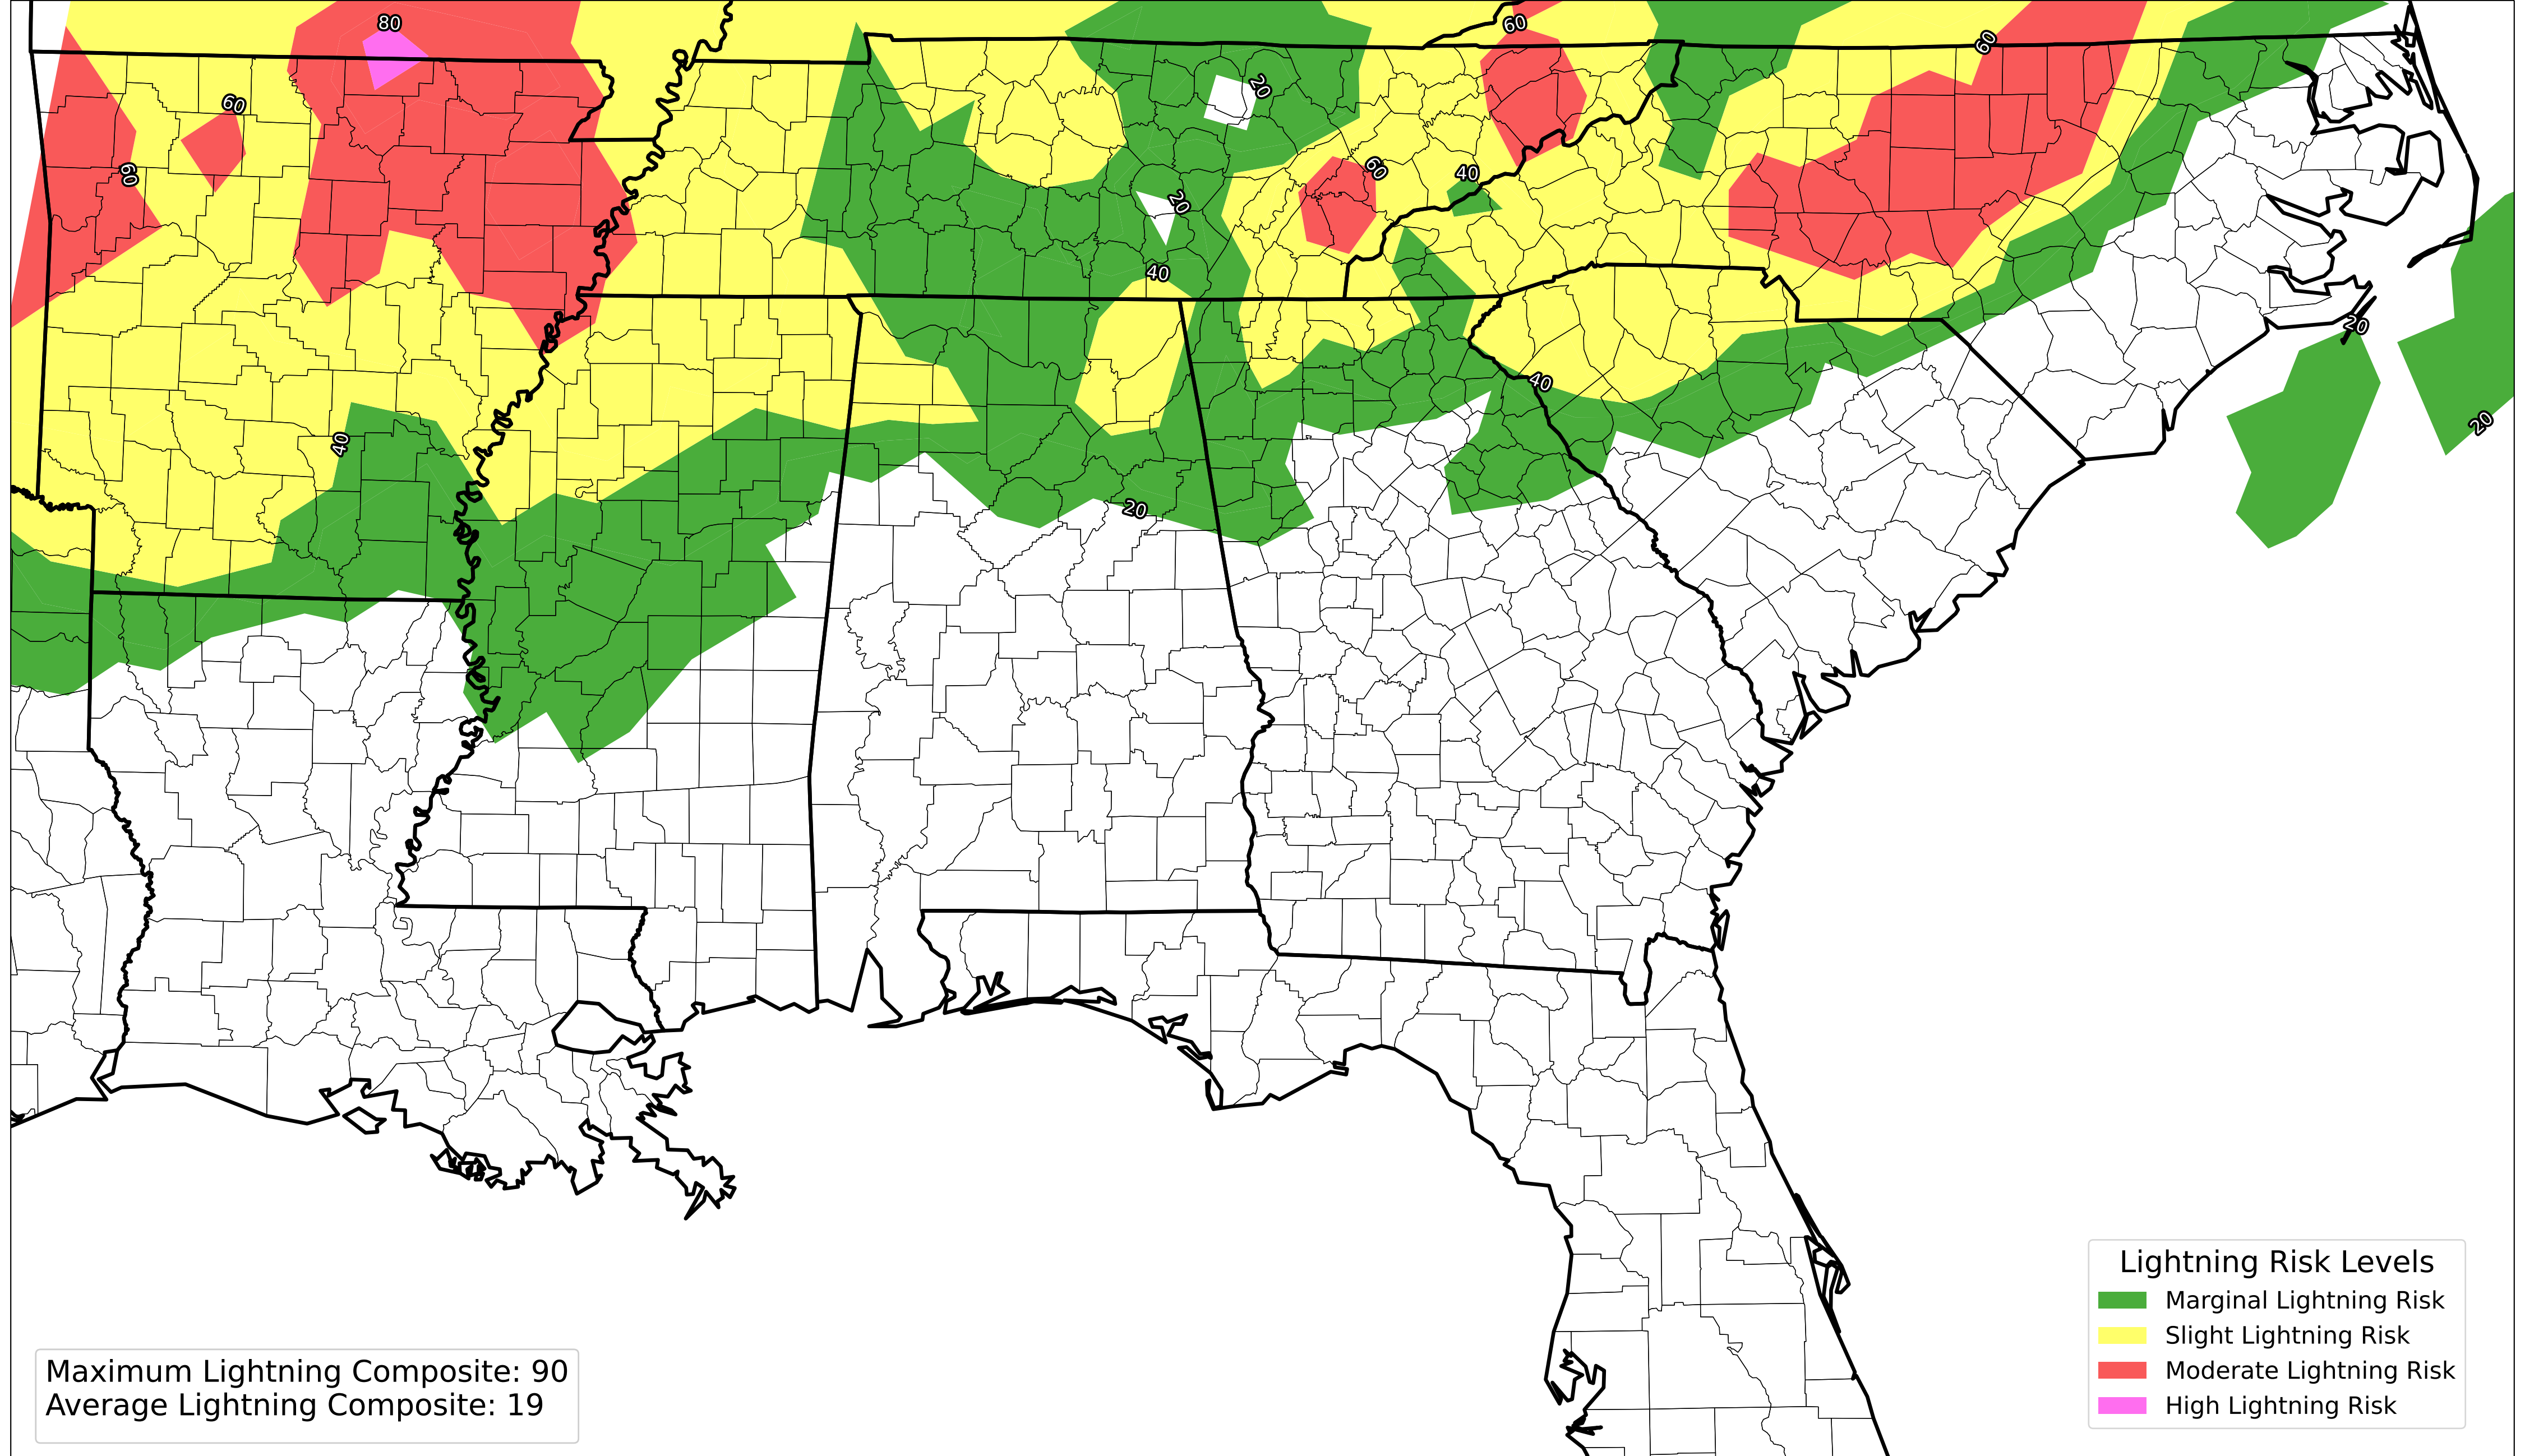 80
60
60
20
60
60
60
40
20
40
20
40
20
40
20
Maximum Lightning Composite: 90
Average Lightning Composite: 19
Lightning Risk Levels
Marginal Lightning Risk
Slight Lightning Risk
Moderate Lightning Risk
High Lightning Risk